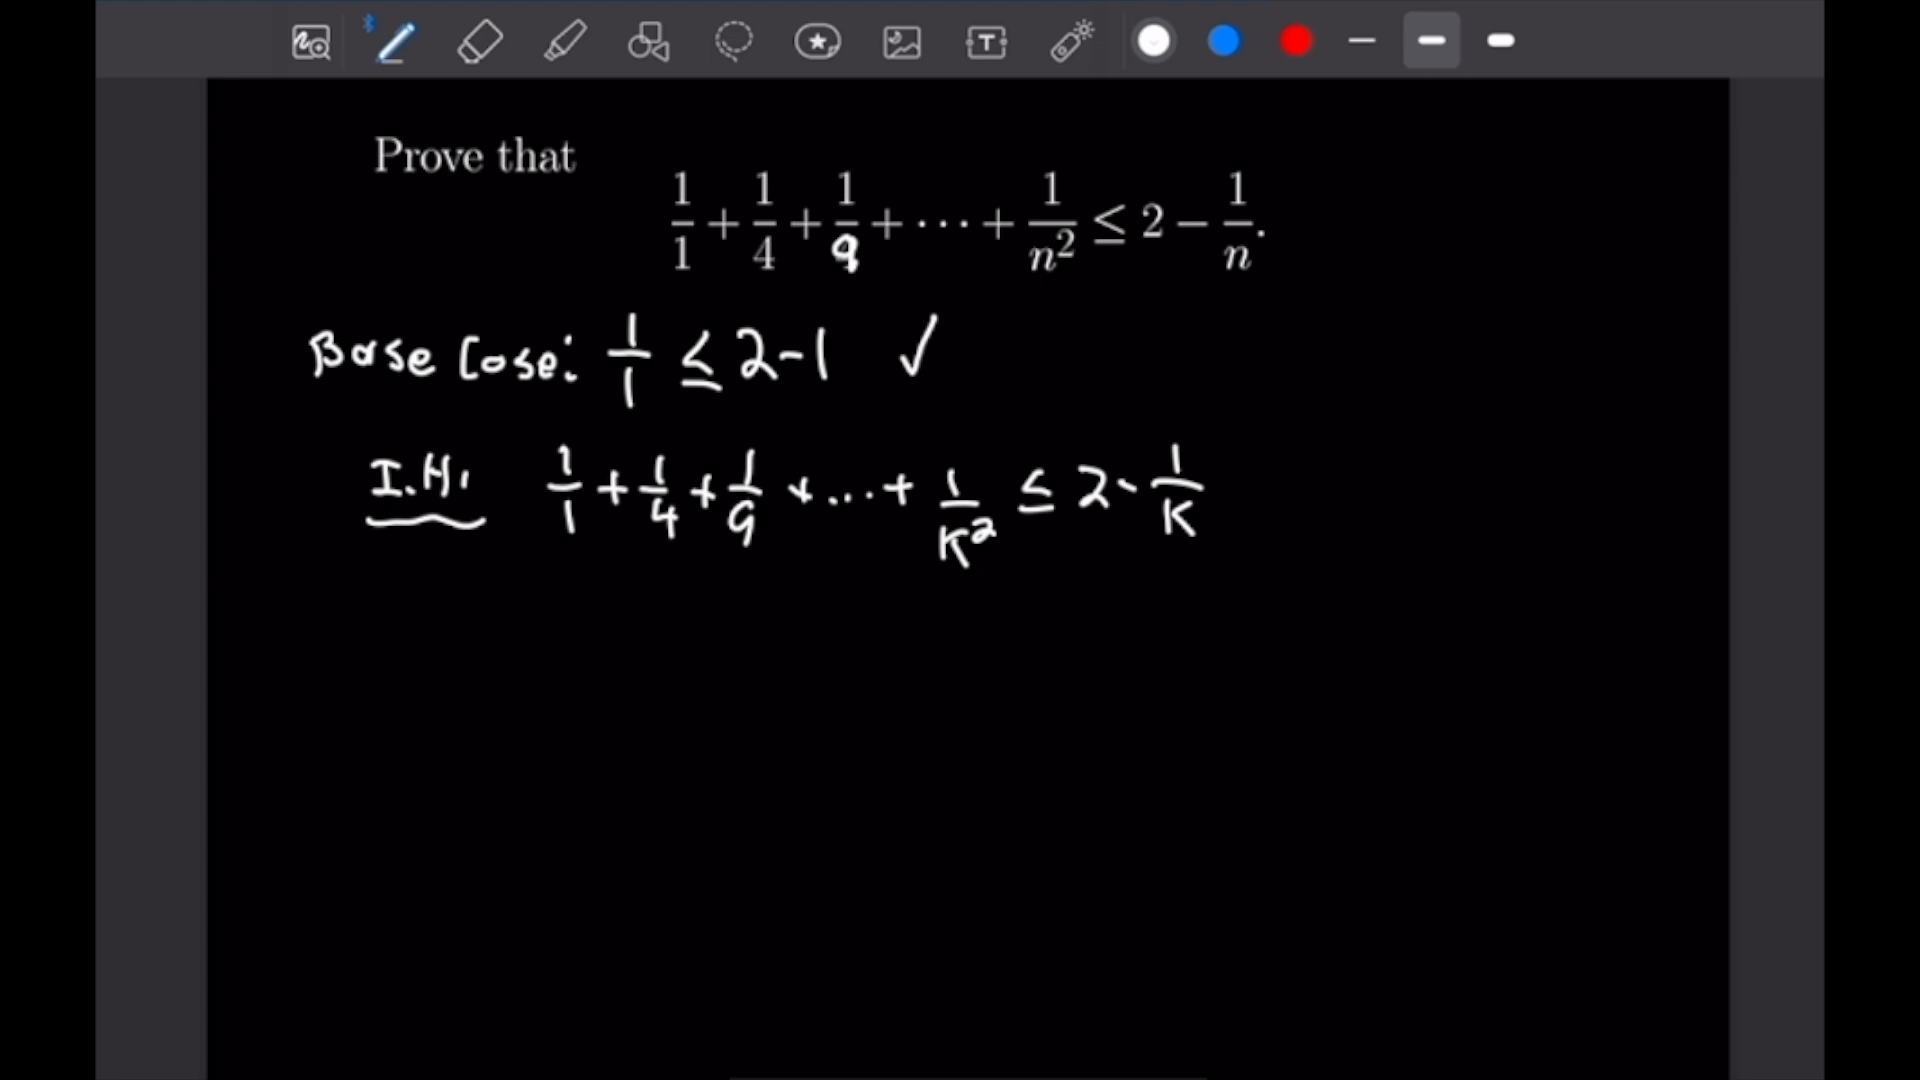 Prove that
1/1 + 1/4 + 1/9 + ⋯ + 1/n² ≤ 2 − 1/n.
Base Case: 1/1 ≤ 2-1 ✓
I.H. 1/1 + 1/4 + 1/9 + ... + 1/K² ≤ 2 - 1/K